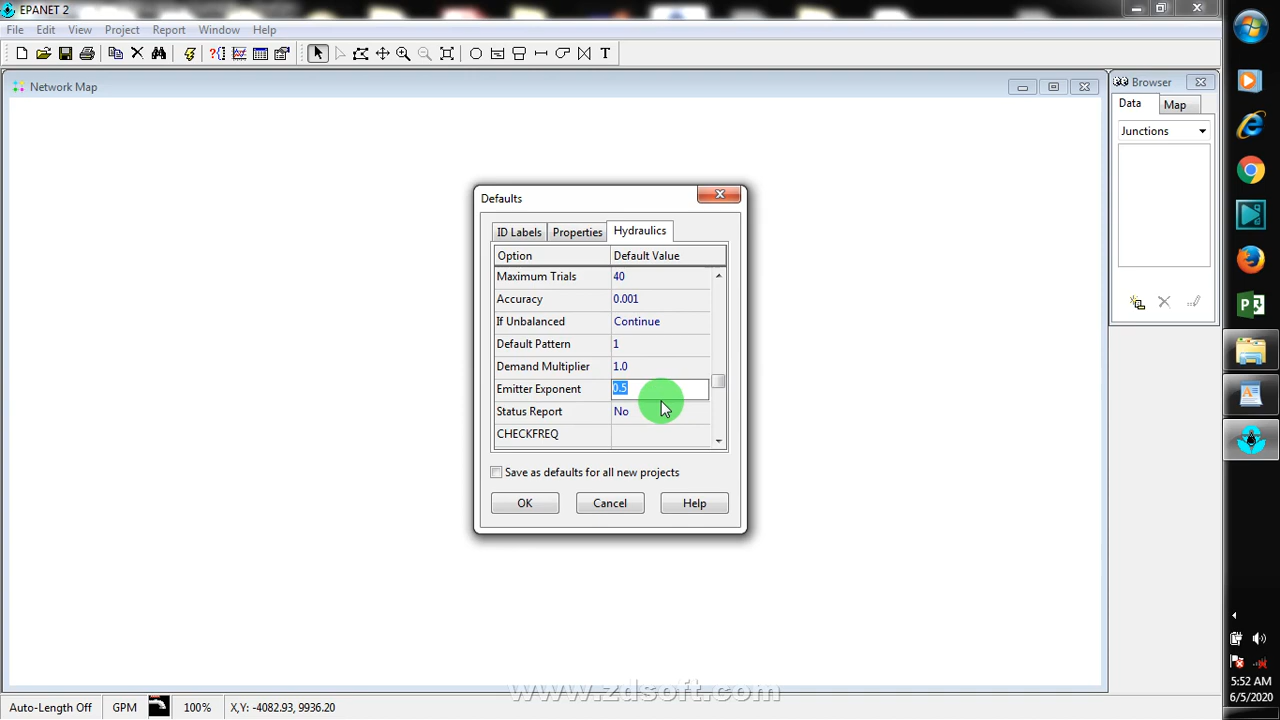 EPANET 2
File Edit View Project Report Window Help
Network Map
Browser
Data Map
Junctions
Defaults
ID Labels Properties Hydraulics
Option Default Value
Maximum Trials 40
Accuracy 0.001
If Unbalanced Continue
Default Pattern 1
Demand Multiplier 1.0
Emitter Exponent 0.5
Status Report No
CHECKFREQ
Save as defaults for all new projects
OK Cancel Help
www.zdsoft.com
Auto-Length Off GPM 100% X,Y: -4082.93, 9936.20
5:52 AM
6/5/2020